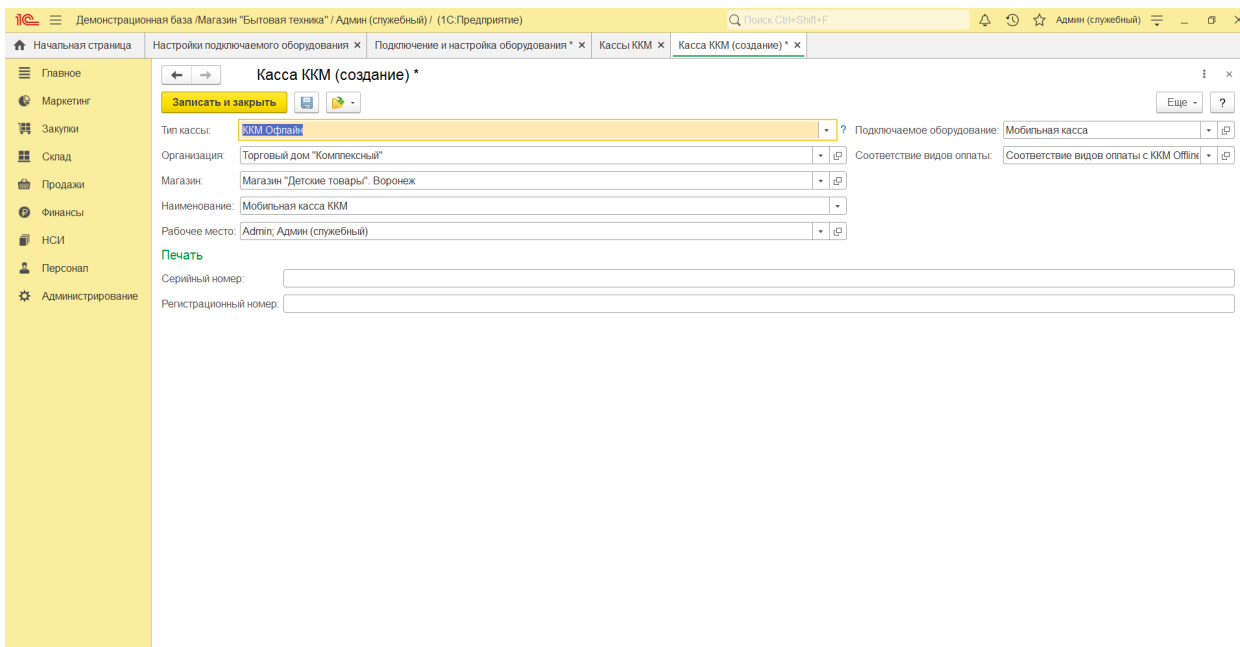 1С Демонстрационная база /Магазин "Бытовая техника" / Админ (служебный) / (1С:Предприятие) Поиск Ctrl+Shift+F Админ (служебный)
Начальная страница Настройки подключаемого оборудования × Подключение и настройка оборудования * × Кассы ККМ × Касса ККМ (создание) * ×
Главное
Маркетинг
Закупки
Склад
Продажи
Финансы
НСИ
Персонал
Администрирование
Касса ККМ (создание) *
Записать и закрыть Еще ?
Тип кассы: ККМ Офлайн ? Подключаемое оборудование: Мобильная касса
Организация: Торговый дом "Комплексный" Соответствие видов оплаты: Соответствие видов оплаты с ККМ Offline
Магазин: Магазин "Детские товары". Воронеж
Наименование: Мобильная касса ККМ
Рабочее место: Admin; Админ (служебный)
Печать
Серийный номер:
Регистрационный номер: